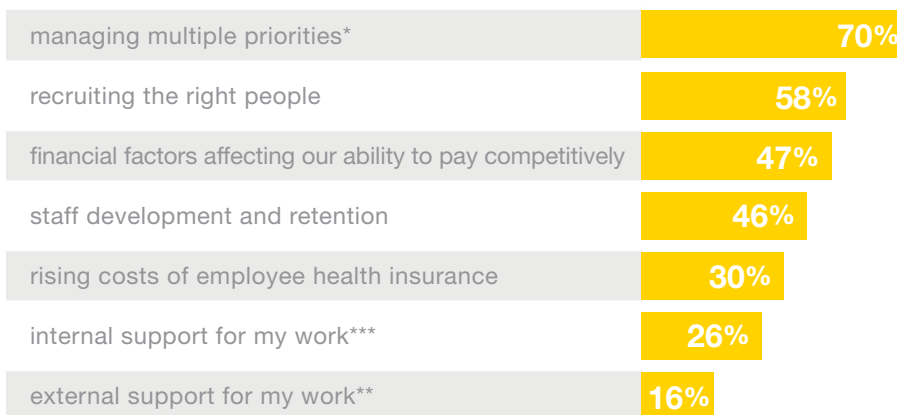 managing multiple priorities* 70%
recruiting the right people 58%
financial factors affecting our ability to pay competitively 47%
staff development and retention 46%
rising costs of employee health insurance 30%
internal support for my work*** 26%
external support for my work** 16%